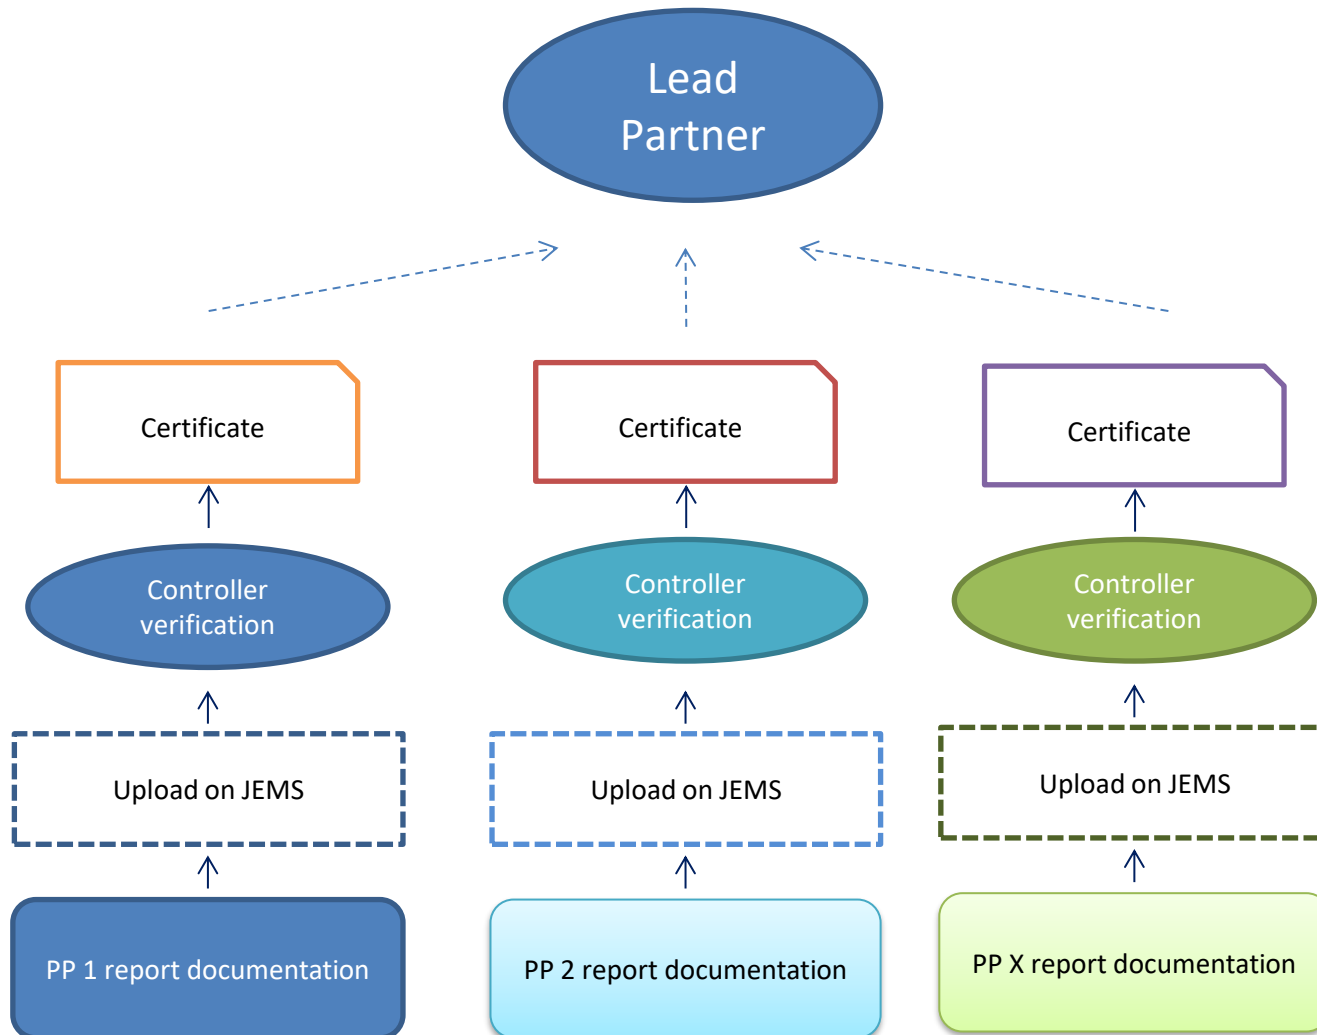 Lead
Partner
Certificate
Certificate
Certificate
Controller
verification
Controller
verification
Controller
verification
Upload on JEMS
Upload on JEMS
Upload on JEMS
PP 1 report documentation
PP 2 report documentation
PP X report documentation